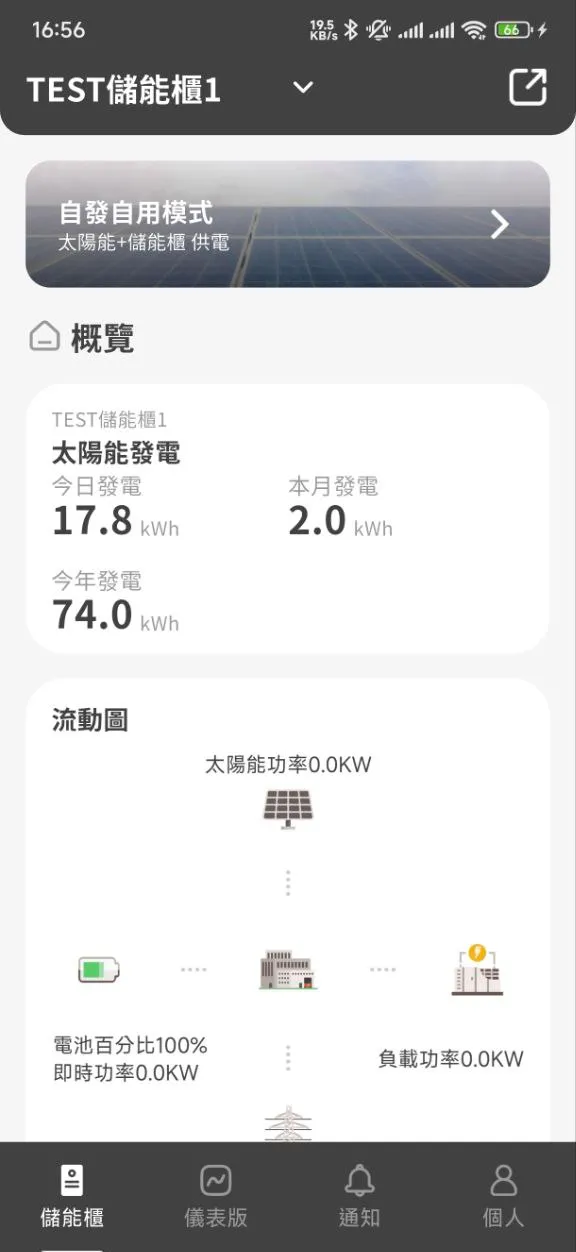 16:56
19.5 KB/s
66
TEST儲能櫃1
自發自用模式
太陽能+儲能櫃 供電
概覽
TEST儲能櫃1
太陽能發電
今日發電 本月發電
17.8 kWh 2.0 kWh
今年發電
74.0 kWh
流動圖
太陽能功率0.0KW
電池百分比100%
即時功率0.0KW
負載功率0.0KW
儲能櫃 儀表版 通知 個人